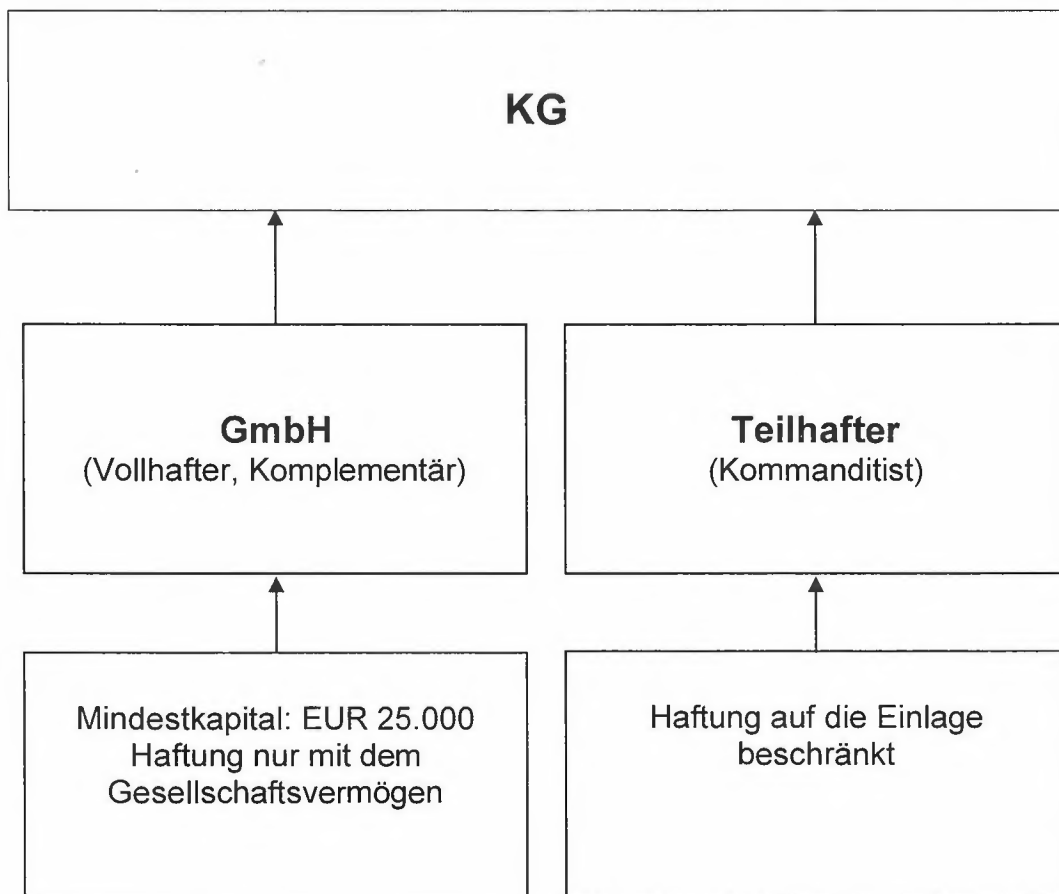 KG
GmbH
(Vollhafter, Komplementär)
Teilhafter
(Kommanditist)
Mindestkapital: EUR 25.000
Haftung nur mit dem
Gesellschaftsvermögen
Haftung auf die Einlage
beschränkt